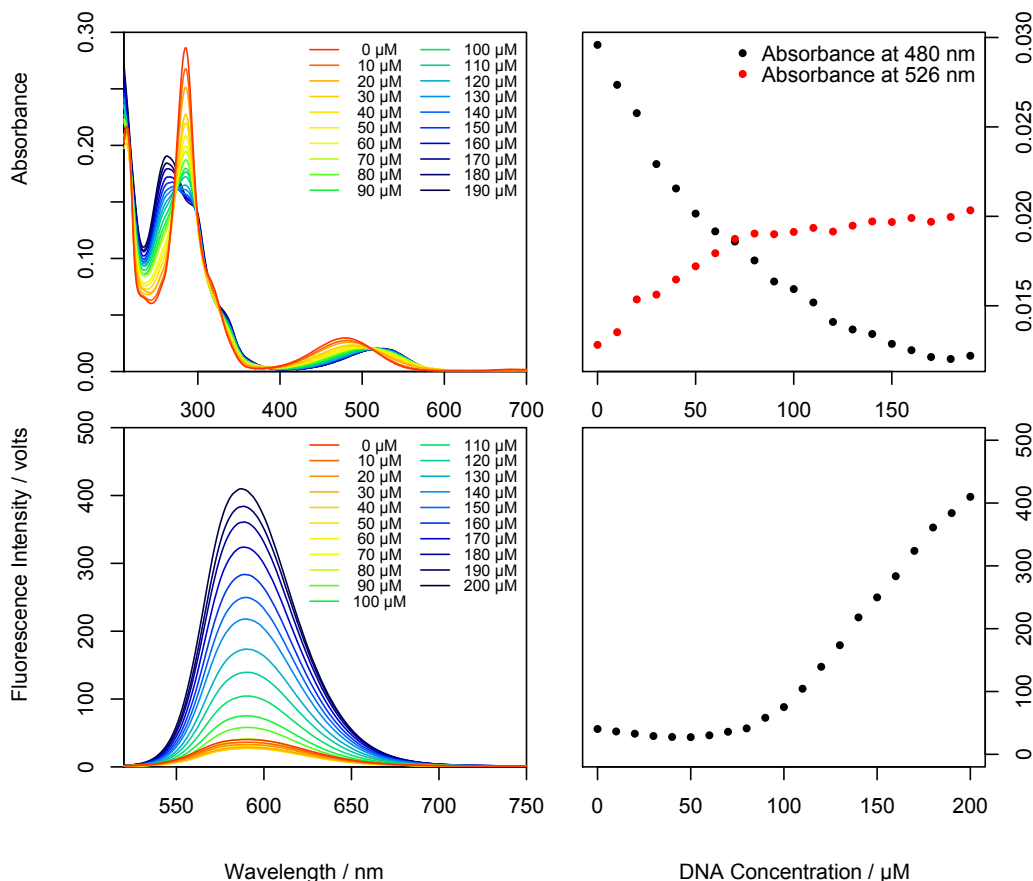 Absorbance
0.00 0.10 0.20 0.30
0 µM 100 µM
10 µM 110 µM
20 µM 120 µM
30 µM 130 µM
40 µM 140 µM
50 µM 150 µM
60 µM 160 µM
70 µM 170 µM
80 µM 180 µM
90 µM 190 µM
300 400 500 600 700
Absorbance at 480 nm
Absorbance at 526 nm
0.015 0.020 0.025 0.030
0 50 100 150
Fluorescence Intensity / volts
0 100 200 300 400 500
0 µM 110 µM
10 µM 120 µM
20 µM 130 µM
30 µM 140 µM
40 µM 150 µM
50 µM 160 µM
60 µM 170 µM
70 µM 180 µM
80 µM 190 µM
90 µM 200 µM
100 µM
550 600 650 700 750
Wavelength / nm
0 100 200 300 400 500
0 50 100 150 200
DNA Concentration / µM